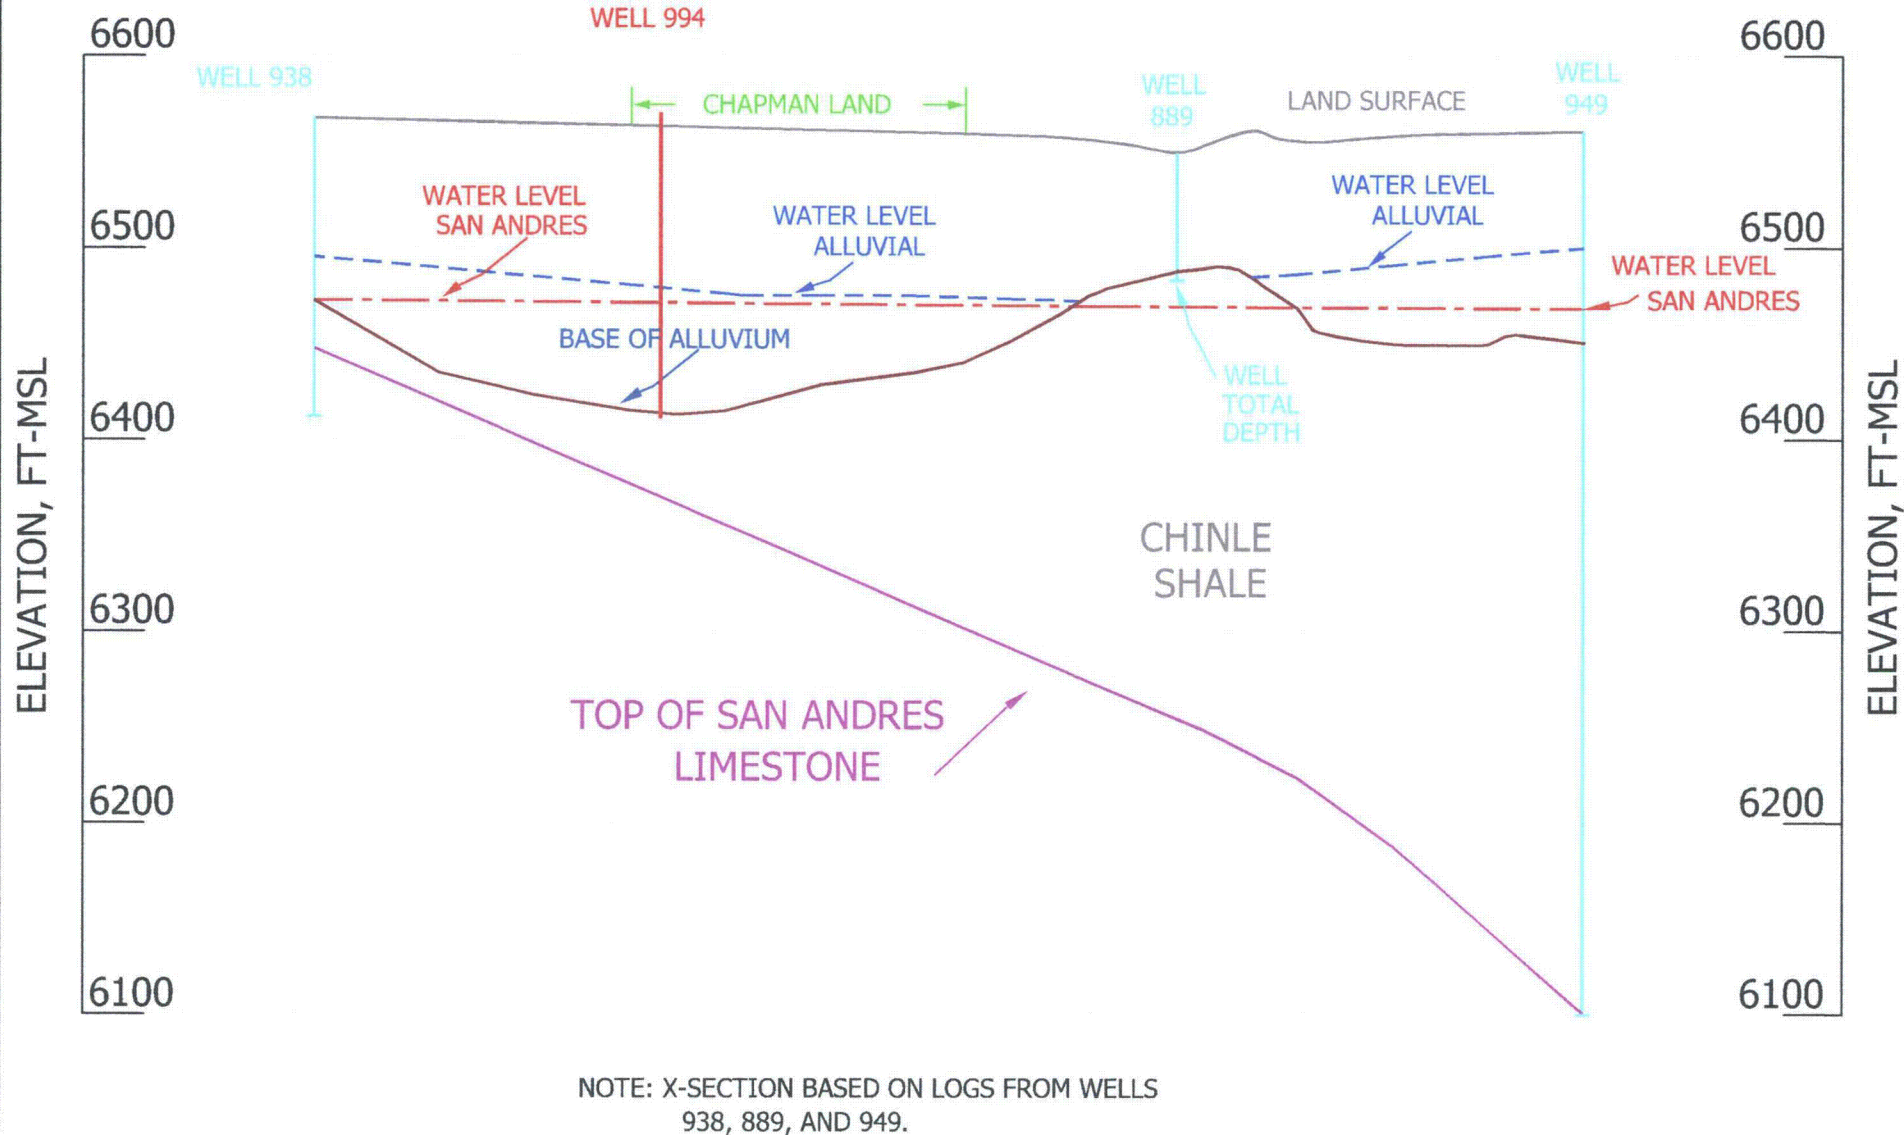 WELL 994
6600
6600
WELL 938
CHAPMAN LAND
WELL
889
LAND SURFACE
WELL
949
WATER LEVEL
SAN ANDRES
WATER LEVEL
ALLUVIAL
WATER LEVEL
ALLUVIAL
6500
6500
WATER LEVEL
SAN ANDRES
BASE OF ALLUVIUM
WELL
TOTAL
DEPTH
6400
6400
ELEVATION, FT-MSL
ELEVATION, FT-MSL
CHINLE
SHALE
6300
6300
TOP OF SAN ANDRES
LIMESTONE
6200
6200
6100
6100
NOTE: X-SECTION BASED ON LOGS FROM WELLS
938, 889, AND 949.